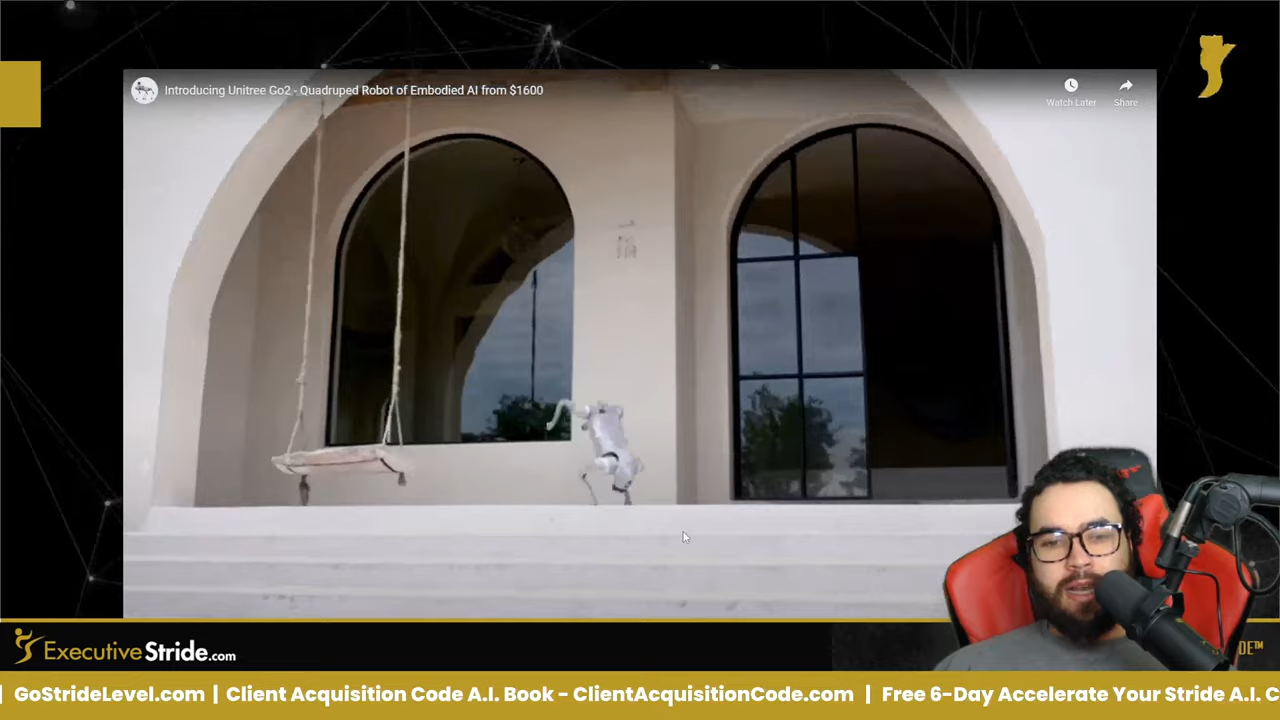 Introducing Unitree Go2 - Quadruped Robot of Embodied AI from $1600
Watch Later
Share
ExecutiveStride.com
DE™
| GoStrideLevel.com | Client Acquisition Code A.I. Book - ClientAcquisitionCode.com | Free 6-Day Accelerate Your Stride A.I. C